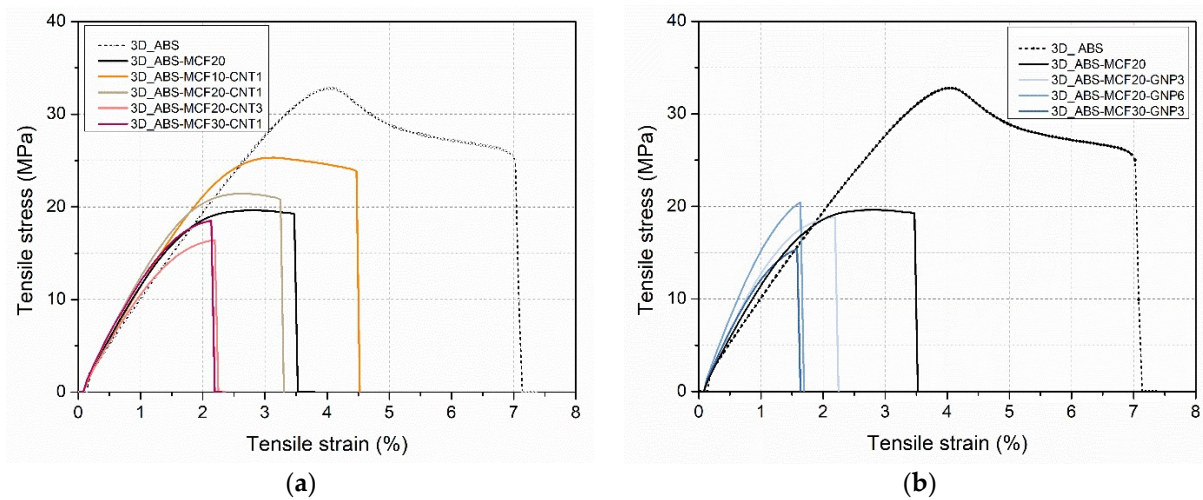 40
30
20
10
0
0 1 2 3 4 5 6 7 8
Tensile stress (MPa)
Tensile strain (%)
3D_ABS
3D_ABS-MCF20
3D_ABS-MCF10-CNT1
3D_ABS-MCF20-CNT1
3D_ABS-MCF20-CNT3
3D_ABS-MCF30-CNT1
(a)
40
30
20
10
0
0 1 2 3 4 5 6 7 8
Tensile stress (MPa)
Tensile strain (%)
3D_ ABS
3D_ABS-MCF20
3D_ABS-MCF20-GNP3
3D_ABS-MCF20-GNP6
3D_ABS-MCF30-GNP3
(b)